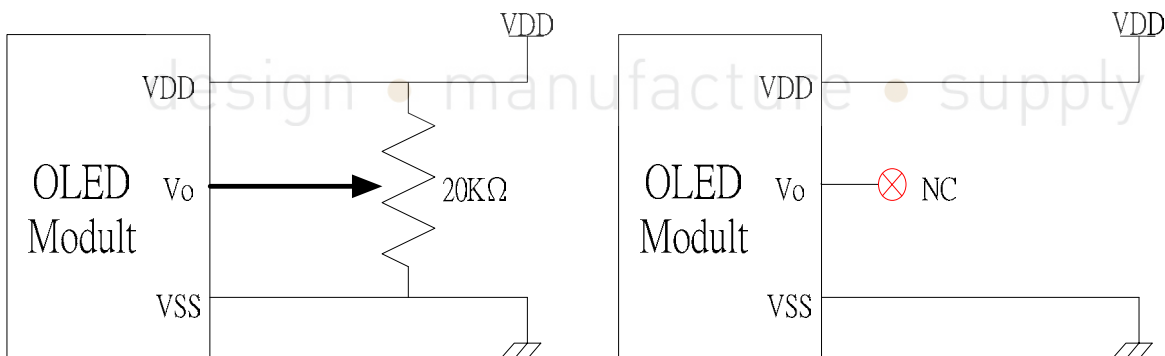 VDD
VDD
VDD
VDD
design • manufacture • supply
OLED
Modult
Vo
20KΩ
OLED
Modult
Vo
NC
VSS
VSS